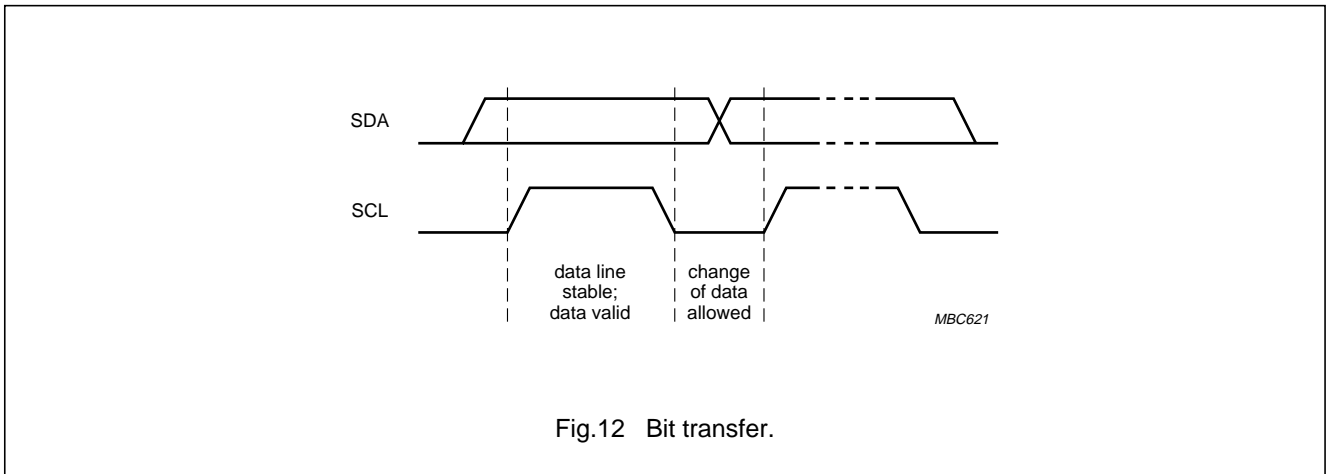 SDA
SCL
data line
stable;
data valid
change
of data
allowed
MBC621
Fig.12 Bit transfer.